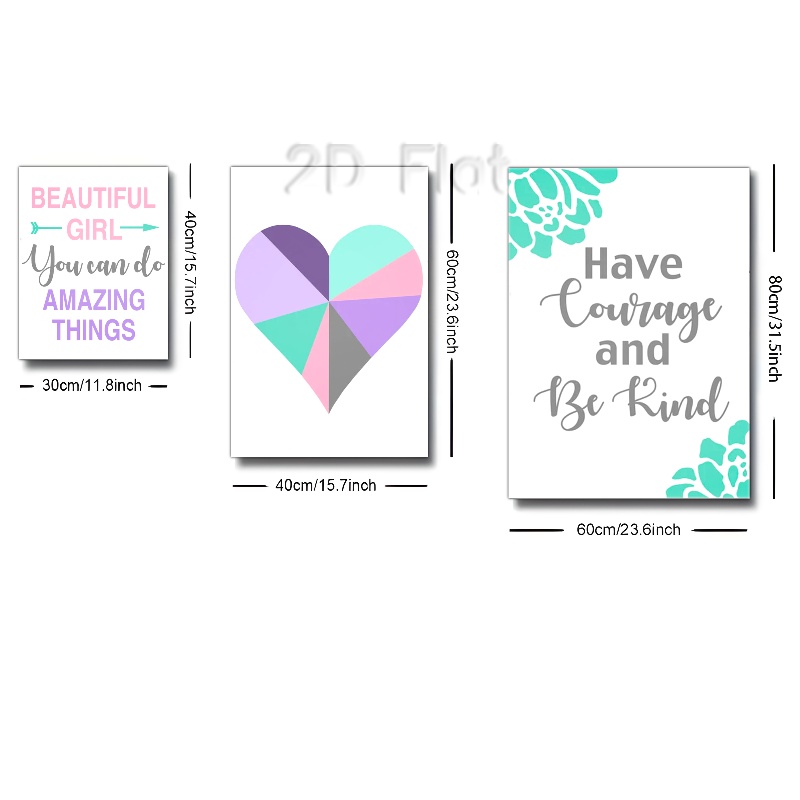 2D Flat
BEAUTIFUL
GIRL
You can do
AMAZING
THINGS
40cm/15.7inch
30cm/11.8inch
60cm/23.6inch
40cm/15.7inch
Have
Courage
and
Be Kind
80cm/31.5inch
60cm/23.6inch